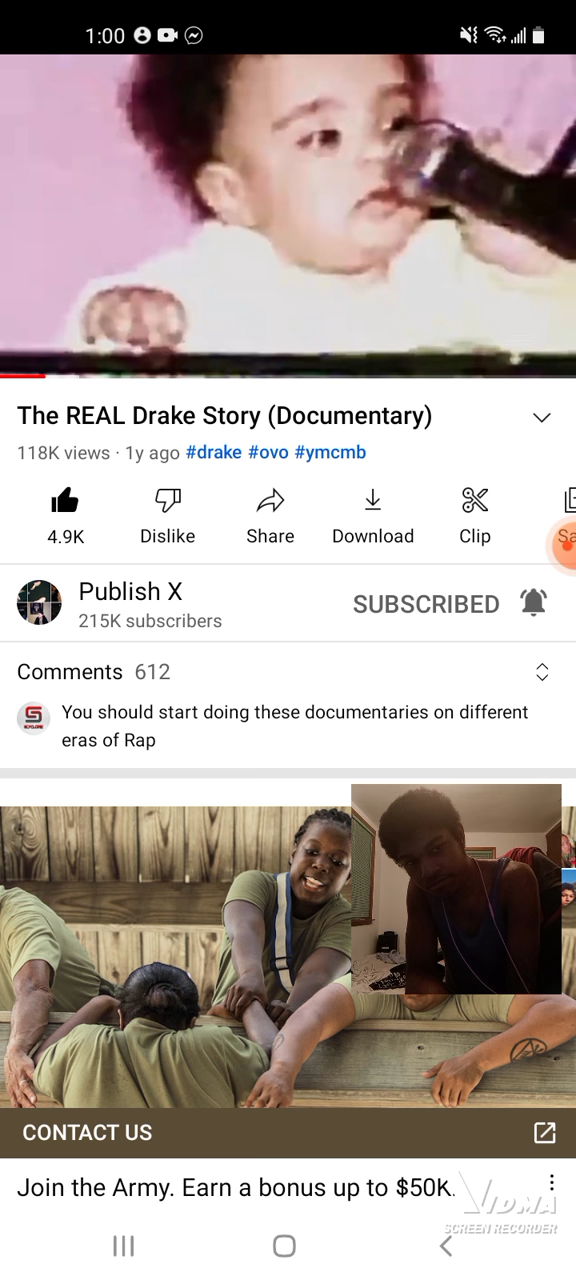 1:00
The REAL Drake Story (Documentary)
118K views · 1y ago #drake #ovo #ymcmb
4.9K Dislike Share Download Clip Sa
Publish X
215K subscribers
SUBSCRIBED
Comments 612
You should start doing these documentaries on different
eras of Rap
CONTACT US
Join the Army. Earn a bonus up to $50K.
VIDMA
SCREEN RECORDER